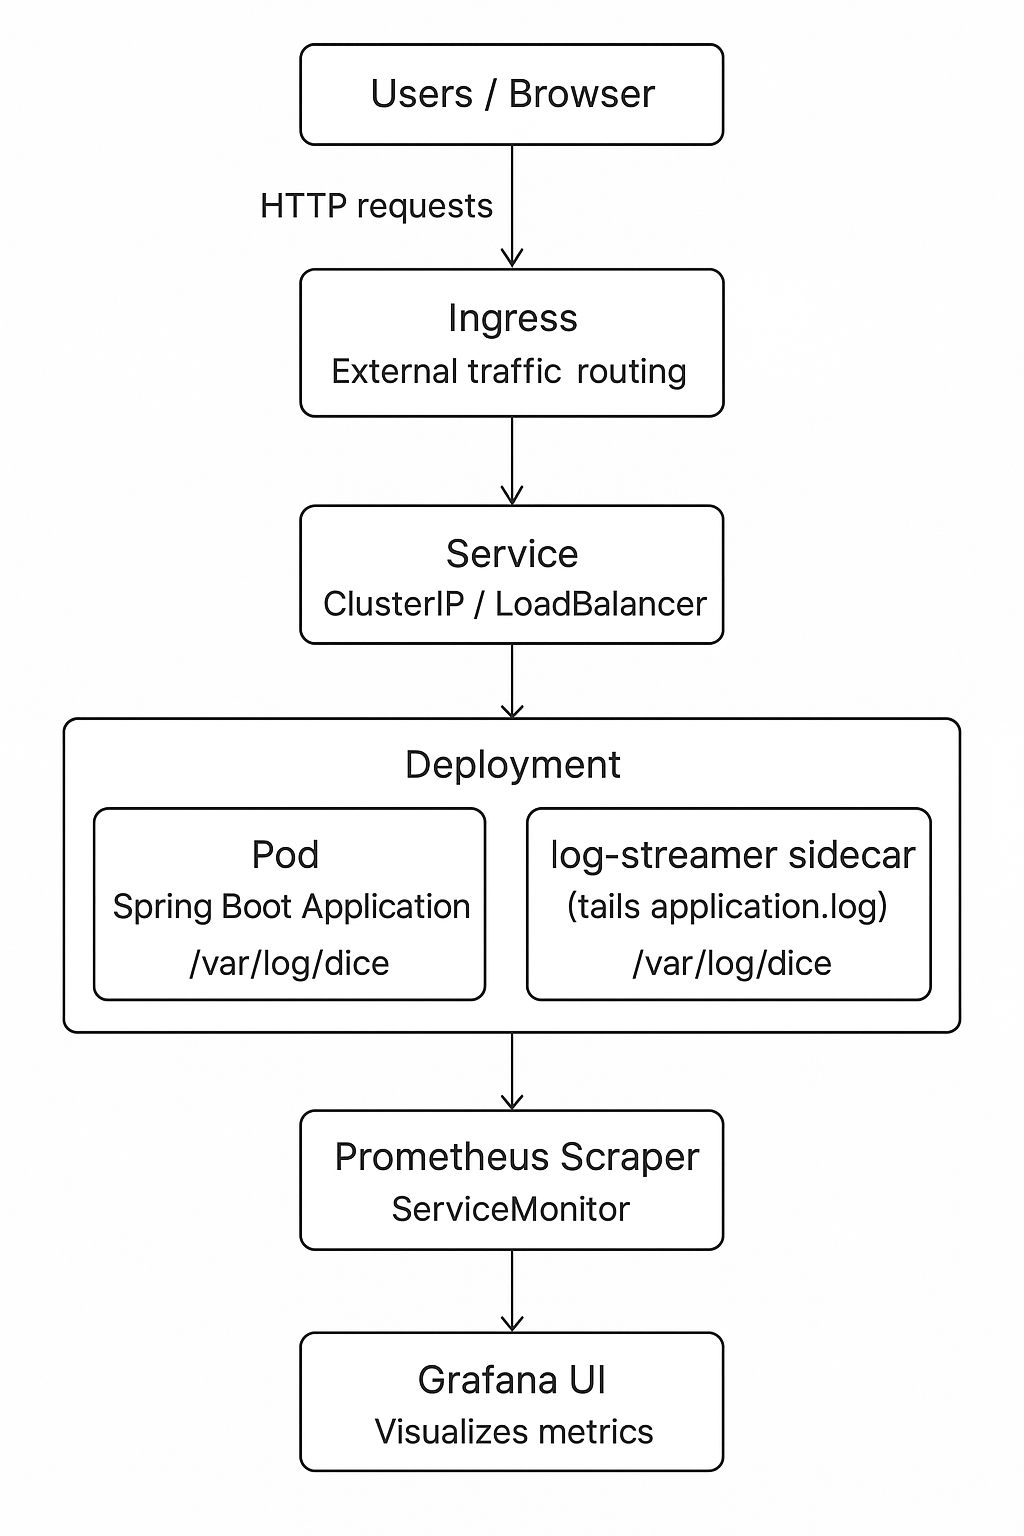 Users / Browser
HTTP requests
Ingress
External traffic routing
Service
ClusterIP / LoadBalancer
Deployment
Pod
Spring Boot Application
/var/log/dice
log-streamer sidecar
(tails application.log)
/var/log/dice
Prometheus Scraper
ServiceMonitor
Grafana UI
Visualizes metrics